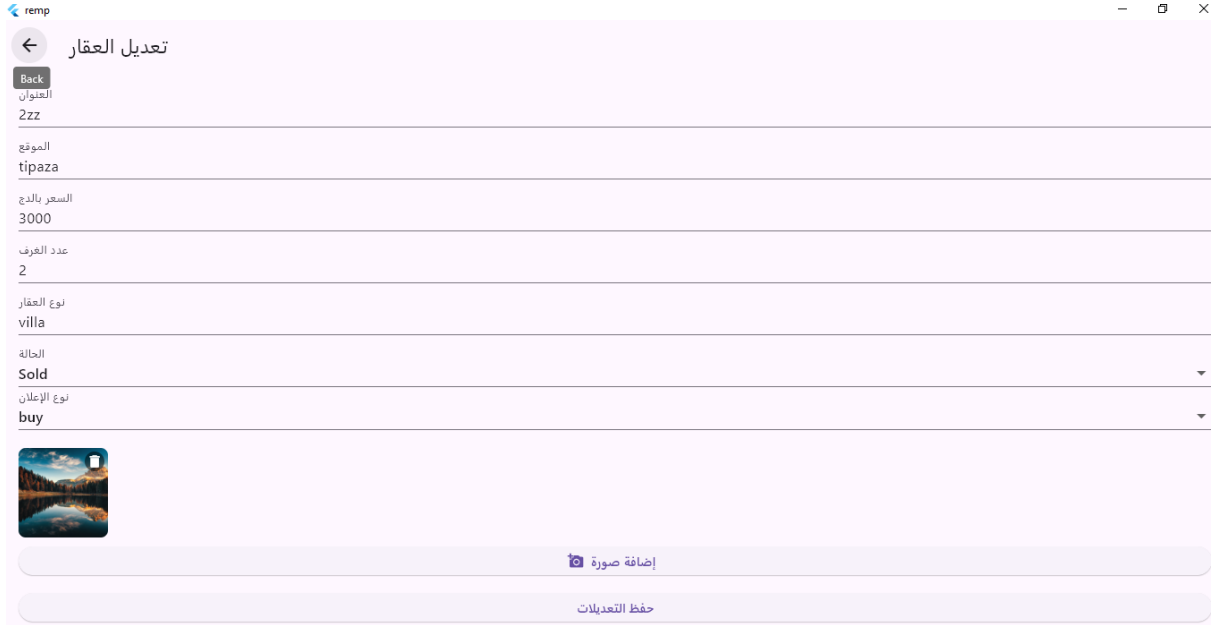 remp
تعديل العقار
Back
العنوان
2zz
الموقع
tipaza
السعر بالدج
3000
عدد الغرف
2
نوع العقار
villa
الحالة
Sold
نوع الإعلان
buy
إضافة صورة
حفظ التعديلات